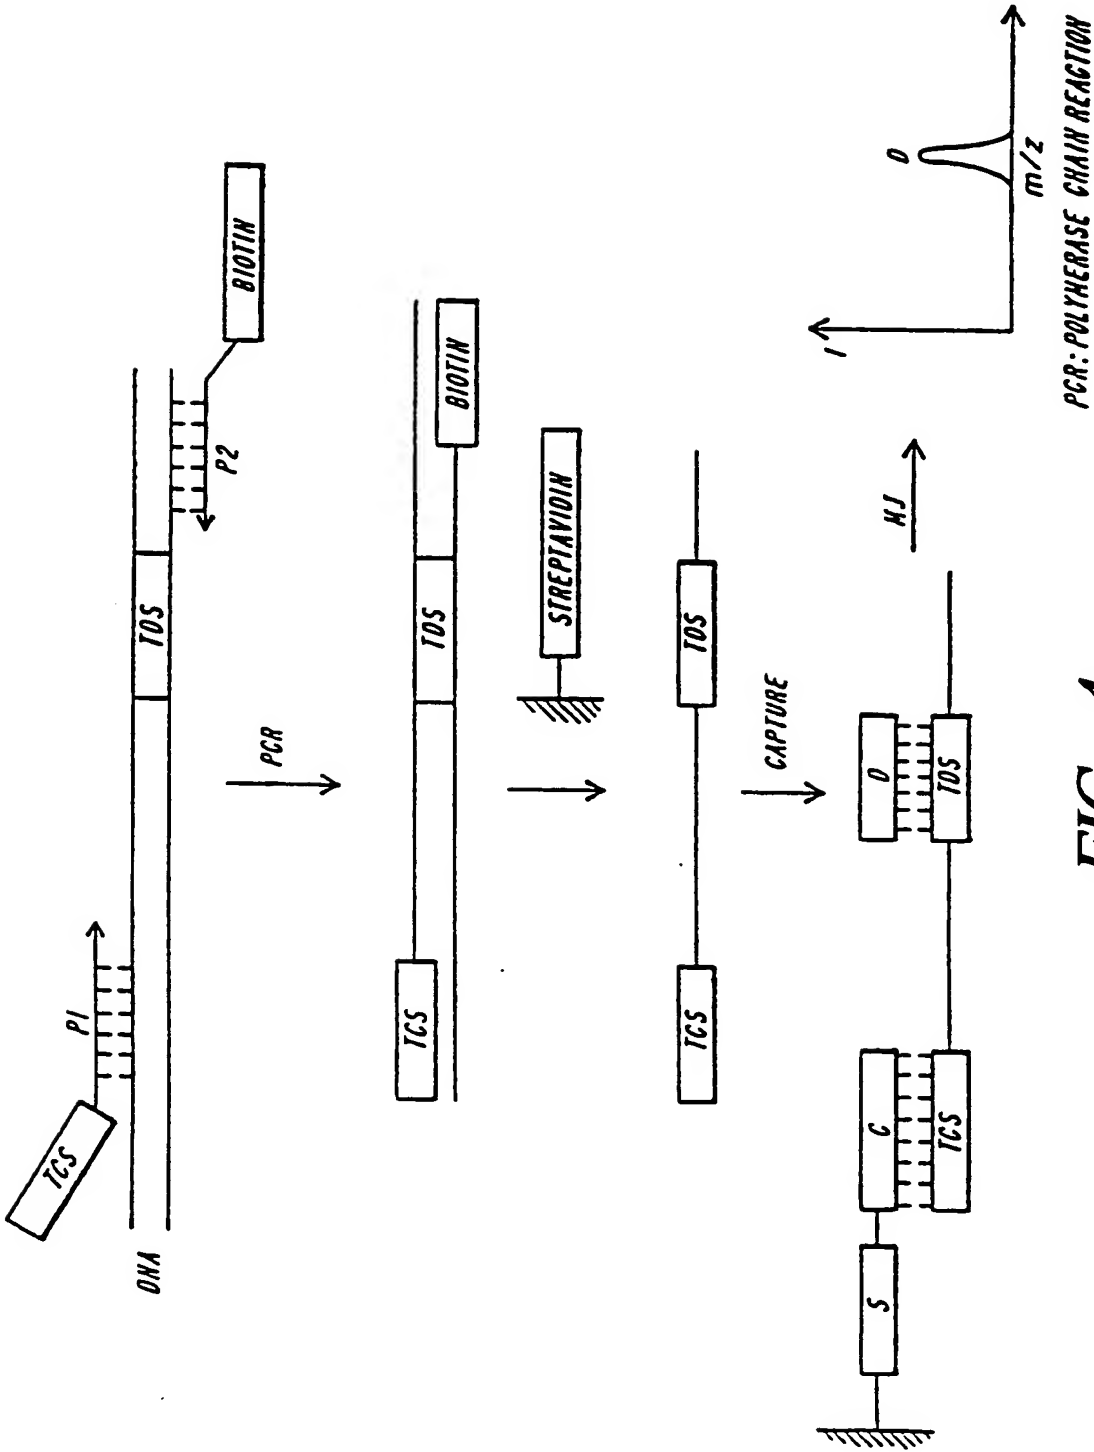 TCS
P1
DNA
TDS
P2
BIOTIN
PCR
TCS
TDS
BIOTIN
STREPTAVIDIN
TCS
TDS
CAPTURE
S
C
TCS
D
TDS
MS
I
D
m/z
PCR: POLYMERASE CHAIN REACTION